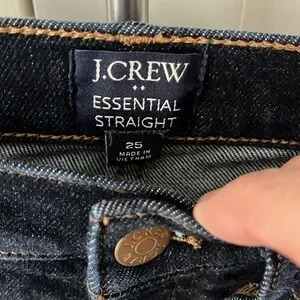 J.CREW
ESSENTIAL
STRAIGHT
25
MADE IN
VIETNAM